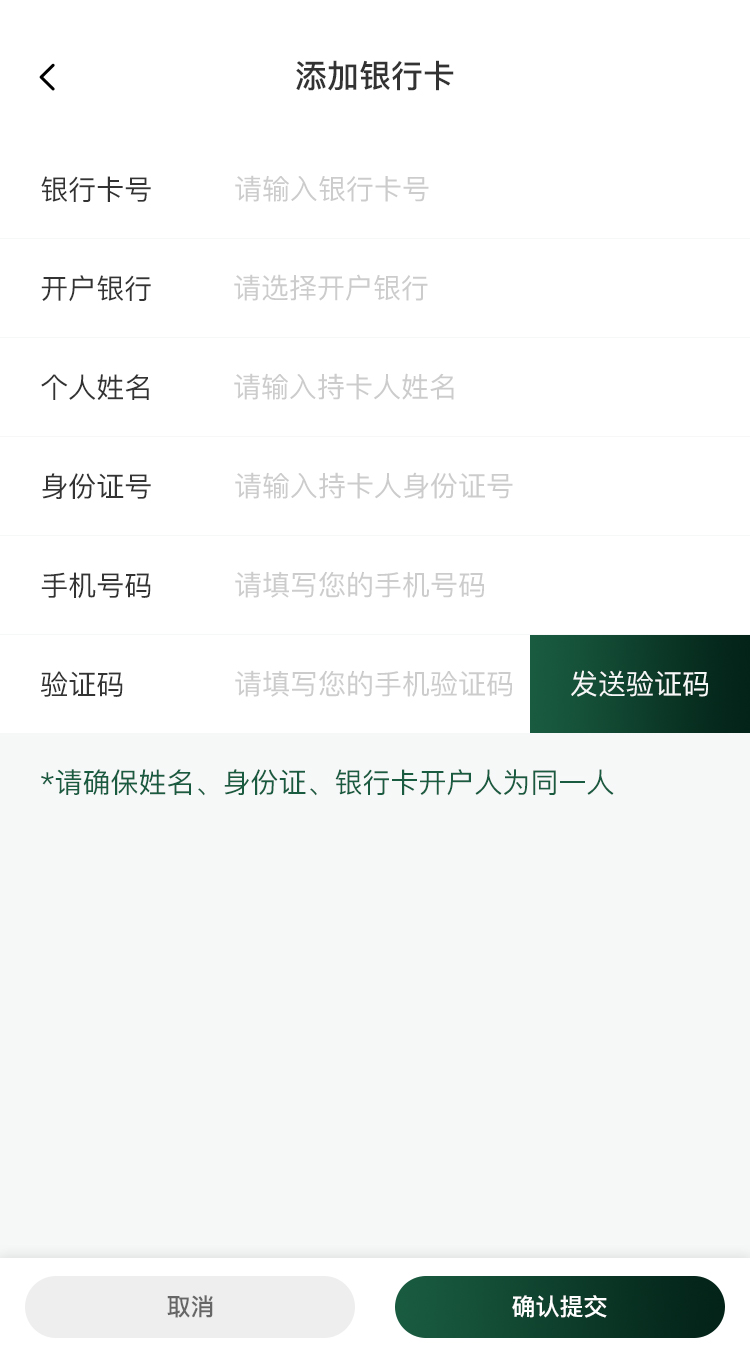 添加银行卡
银行卡号 请输入银行卡号
开户银行 请选择开户银行
个人姓名 请输入持卡人姓名
身份证号 请输入持卡人身份证号
手机号码 请填写您的手机号码
验证码 请填写您的手机验证码 发送验证码
*请确保姓名、身份证、银行卡开户人为同一人
取消 确认提交